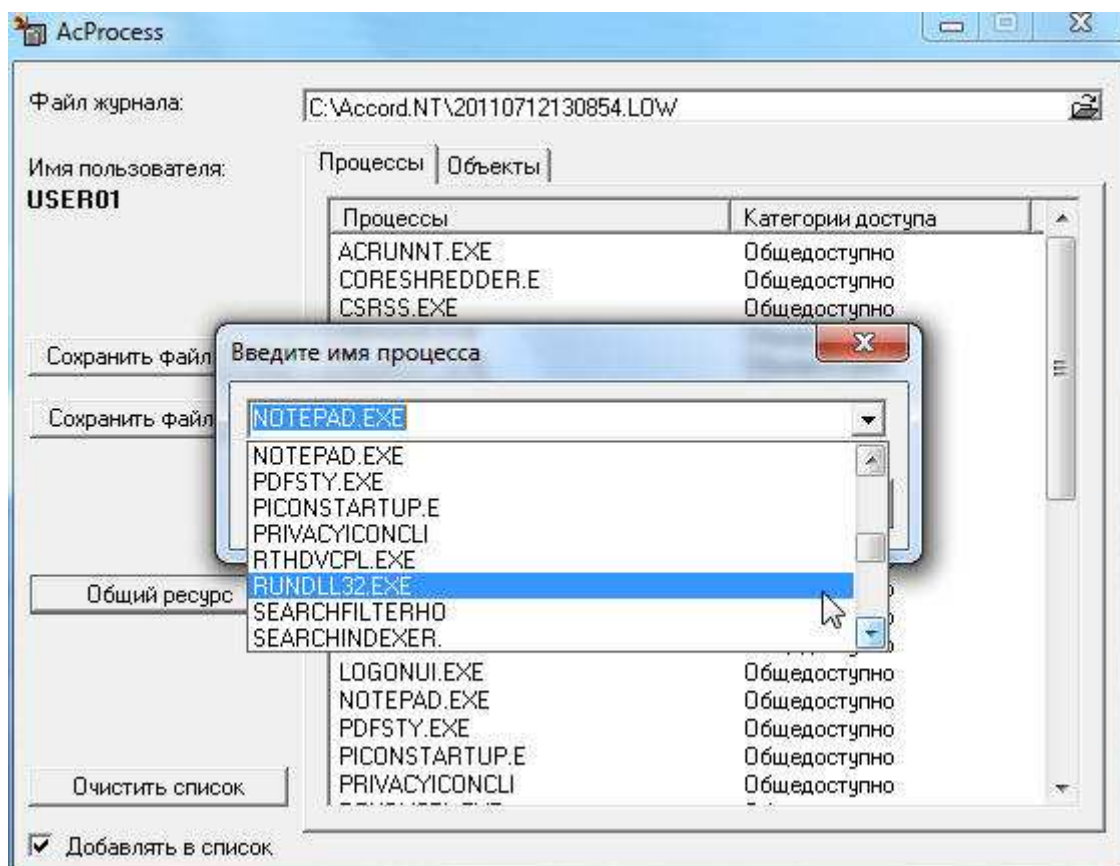 AcProcess
Файл журнала:
C:\Accord.NT\20110712130854.LOW
Имя пользователя:
USER01
Процессы Объекты
Процессы Категории доступа
ACRUNNT.EXE Общедоступно
CORESHREDDER.E Общедоступно
CSRSS.EXE Общедоступно
Сохранить файл
Сохранить файл
Введите имя процесса
NOTEPAD.EXE
NOTEPAD.EXE
PDFSTY.EXE
PICONSTARTUP.E
PRIVACYICONCLI
RTHDVCPL.EXE
RUNDLL32.EXE
SEARCHFILTERHO
SEARCHINDEXER.
Общий ресурс
LOGONUI.EXE Общедоступно
NOTEPAD.EXE Общедоступно
PDFSTY.EXE Общедоступно
PICONSTARTUP.E Общедоступно
PRIVACYICONCLI Общедоступно
Очистить список
Добавлять в список